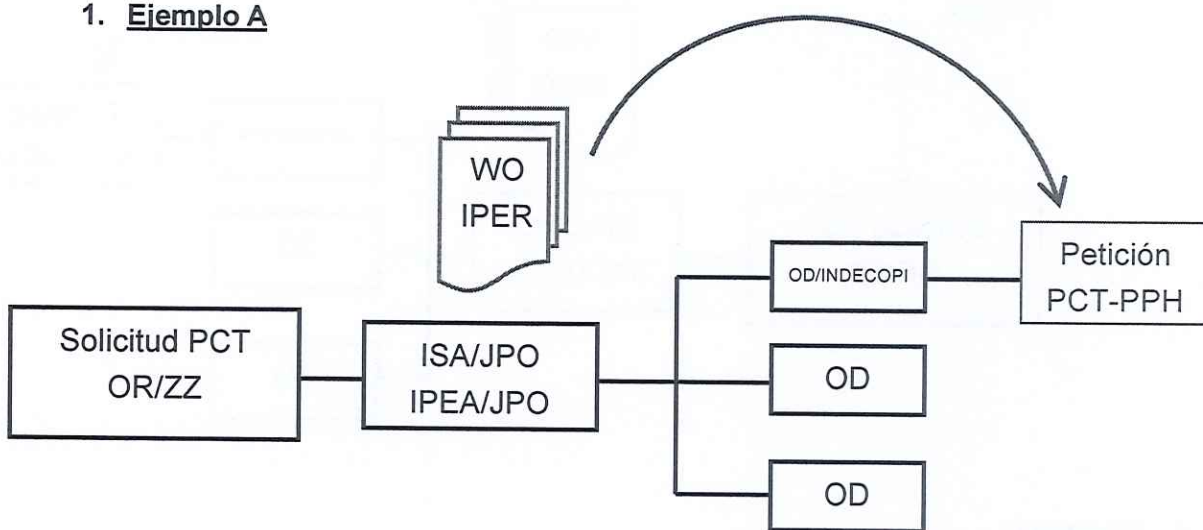 1. Ejemplo A
WO
IPER
Solicitud PCT
OR/ZZ
ISA/JPO
IPEA/JPO
OD/INDECOPI
OD
OD
Petición
PCT-PPH